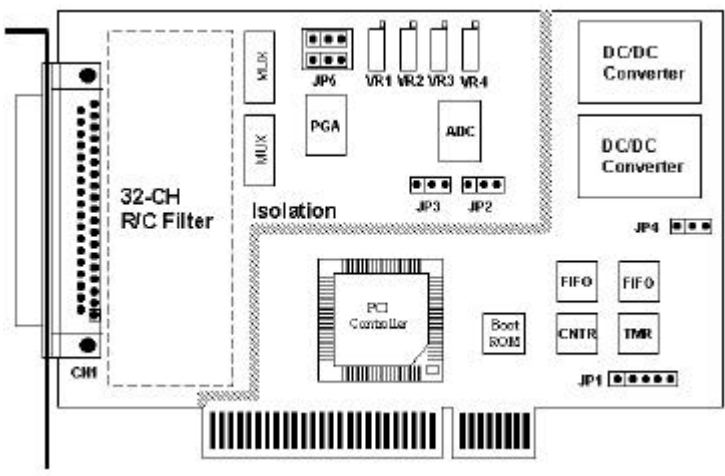 MUX
JP5
VR1 VR2 VR3 VR4
DC/DC
Converter
PGA
ADC
MUX
DC/DC
Converter
32-CH
R/C Filter
Isolation
JP3
JP2
JP4
FIFO
FIFO
PCI
Controller
Boot
ROM
CNTR
TMR
CN1
JP1